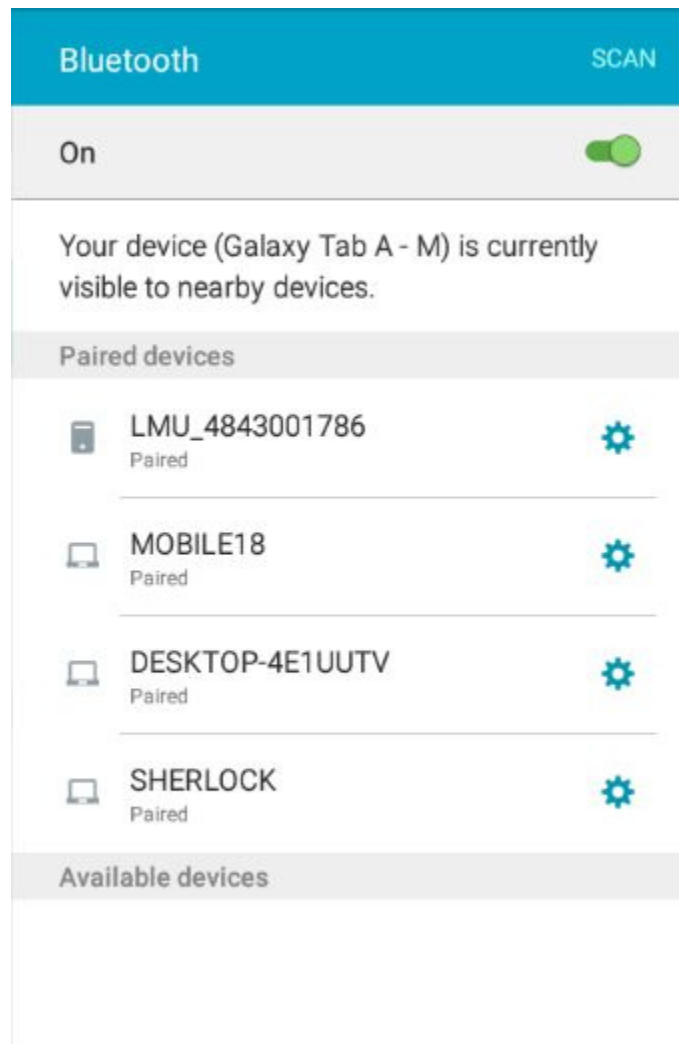 Bluetooth SCAN
On
Your device (Galaxy Tab A - M) is currently
visible to nearby devices.
Paired devices
LMU_4843001786
Paired
MOBILE18
Paired
DESKTOP-4E1UUTV
Paired
SHERLOCK
Paired
Available devices